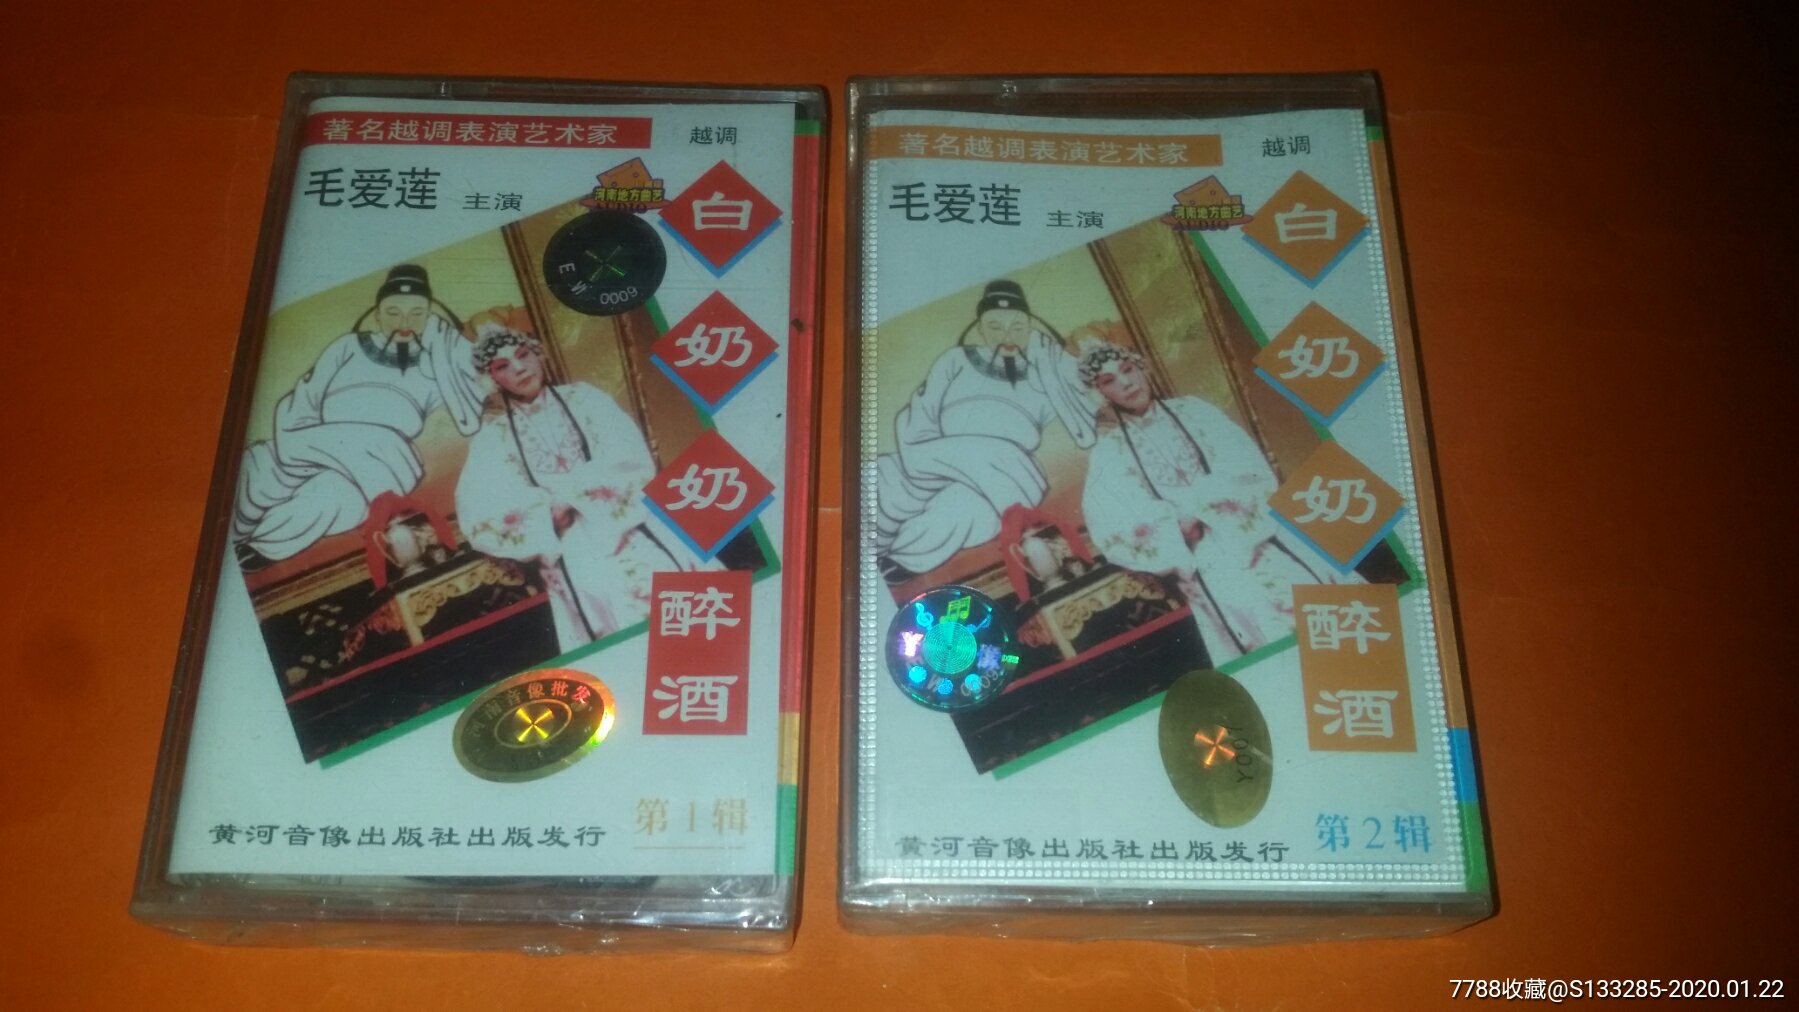 著名越调表演艺术家
越调
毛爱莲 主演
河南地方曲艺
AUDIO
白奶奶醉酒
EW 0009
音像批发
第1辑
黄河音像出版社出版发行
著名越调表演艺术家
越调
毛爱莲 主演
河南地方曲艺
AUDIO
白奶奶醉酒
Y001
第2辑
黄河音像出版社出版发行
7788收藏@S133285-2020.01.22